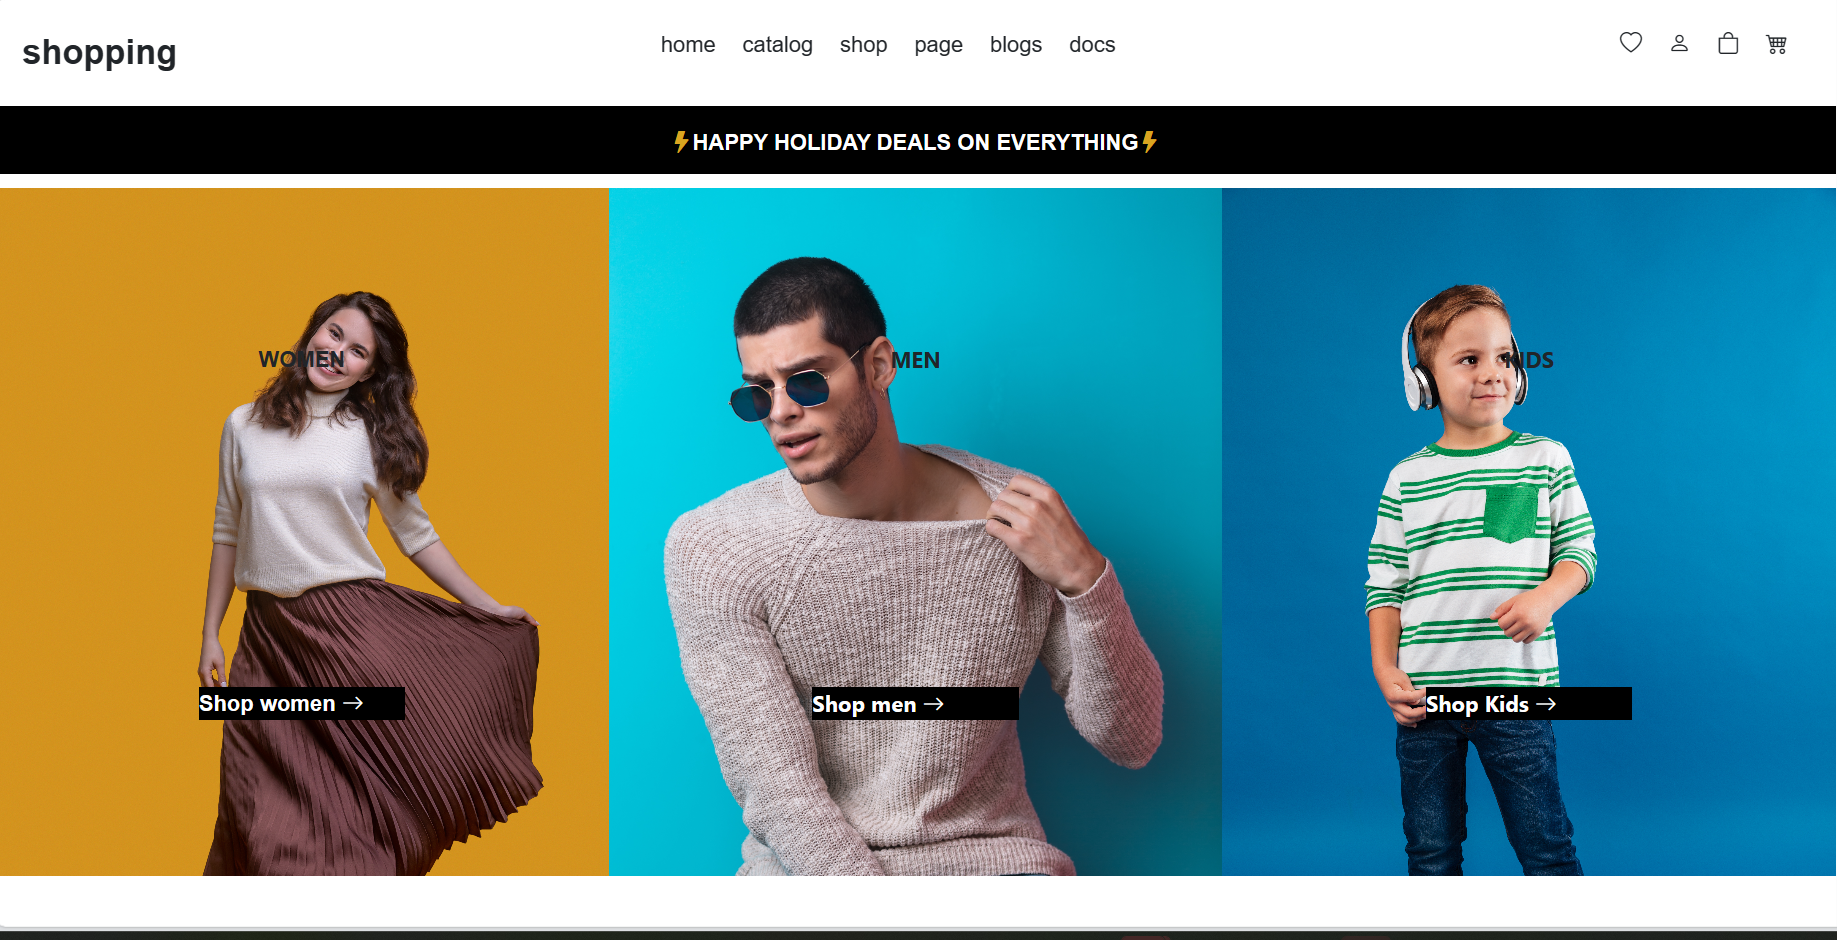 shopping
home catalog shop page blogs docs
⚡HAPPY HOLIDAY DEALS ON EVERYTHING⚡
WOMEN
MEN
KIDS
Shop women →
Shop men →
Shop Kids →